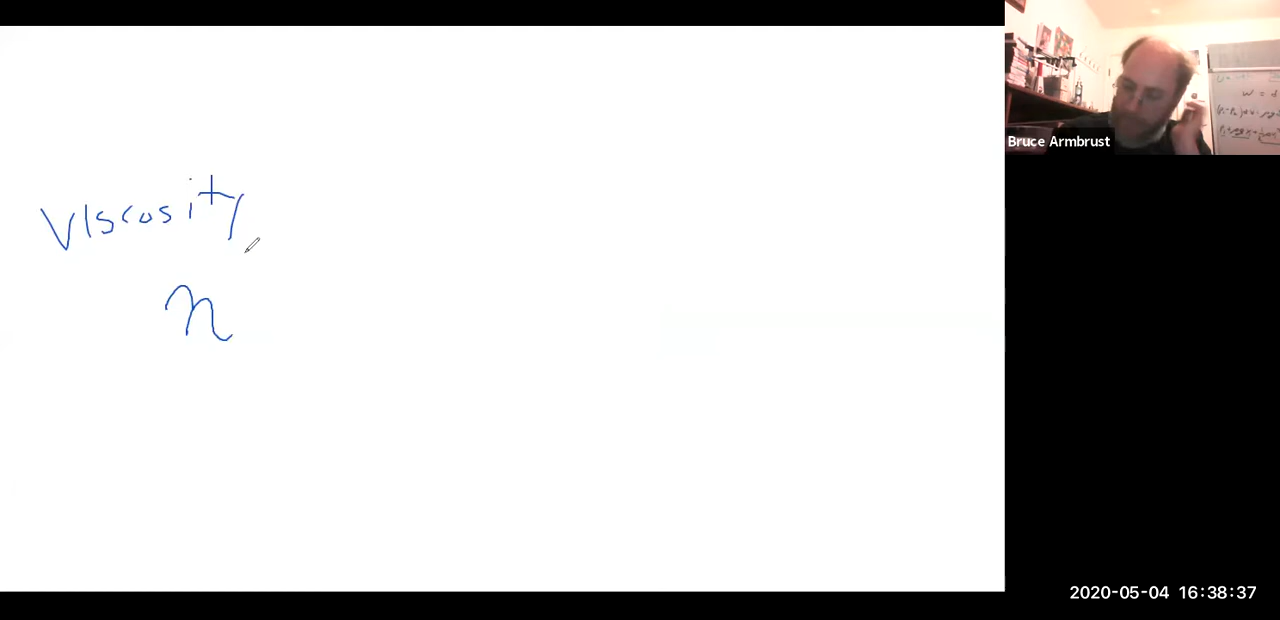 Viscosity
η
Bruce Armbrust
W =
2020-05-04 16:38:37